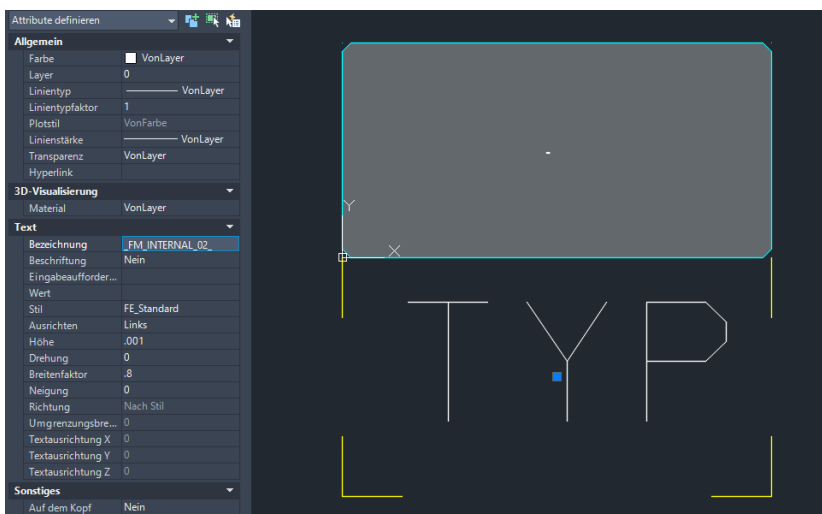 Attribute definieren
Allgemein
Farbe VonLayer
Layer 0
Linientyp VonLayer
Linientypfaktor 1
Plotstil VonFarbe
Linienstärke VonLayer
Transparenz VonLayer
Hyperlink
3D-Visualisierung
Material VonLayer
Text
Bezeichnung _FM_INTERNAL_02_
Beschriftung Nein
Eingabeaufforder...
Wert
Stil FE_Standard
Ausrichten Links
Höhe .001
Drehung 0
Breitenfaktor .8
Neigung 0
Richtung Nach Stil
Umgrenzungsbre... 0
Textausrichtung X 0
Textausrichtung Y 0
Textausrichtung Z 0
Sonstiges
Auf dem Kopf Nein
Y
X
TYP